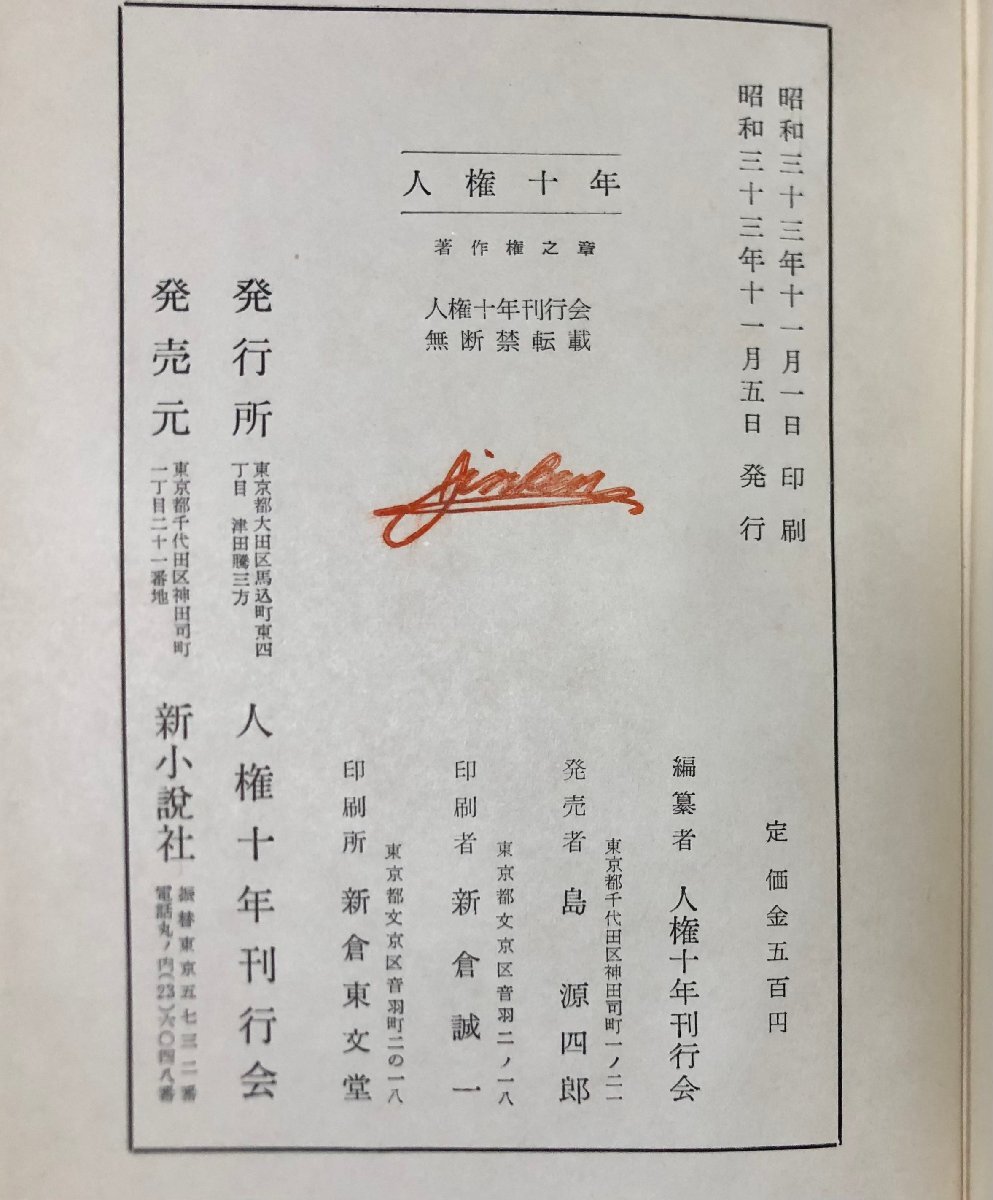 昭和三十三年十一月一日 印刷
昭和三十三年十一月五日 発行
定価金五百円
人権十年
著作権之章
人権十年刊行会
無断禁転載
Jinken
編纂者 人権十年刊行会
東京都千代田区神田司町一ノ二一
発売者 島源四郎
東京都文京区音羽二ノ一八
印刷者 新倉誠一
東京都文京区音羽町二の一八
印刷所 新倉東文堂
発行所
東京都大田区馬込町東四
丁目 津田騰三方
人権十年刊行会
発売元
東京都千代田区神田司町
一丁目二十一番地
新小説社
振替東京五七三二番
電話丸ノ内(23)六〇四八番